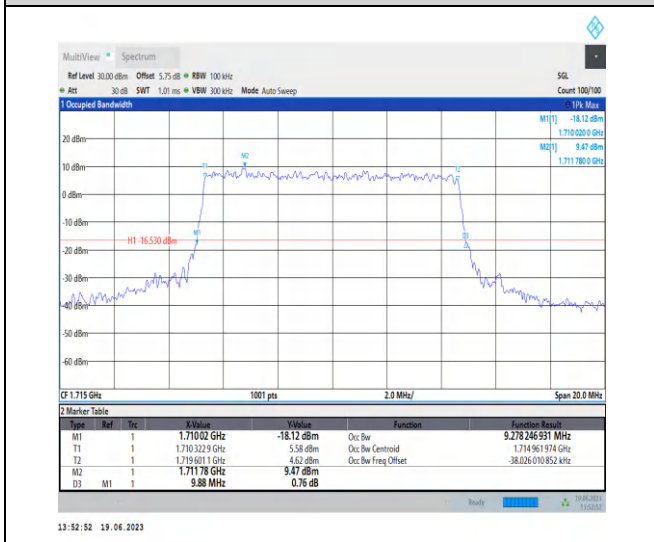 MultiView Spectrum
Ref Level 30.00 dBm Offset 5.75 dB RBW 100 kHz SGL
Att 30 dB SWT 1.01 ms VBW 300 kHz Mode Auto Sweep Count 100/100
1 Occupied Bandwidth 1Pk Max
M1[1] -18.12 dBm
1.710 020 0 GHz
M2[1] 9.47 dBm
1.711 780 0 GHz
20 dBm
M2
10 dBm
T1 T2
0 dBm
-10 dBm
M1 D3
H1 -16.530 dBm
-20 dBm
-30 dBm
-40 dBm
-50 dBm
-60 dBm
CF 1.715 GHz 1001 pts 2.0 MHz/ Span 20.0 MHz
2 Marker Table
Type Ref Trc X-Value Y-Value Function Function Result
M1 1 1.71002 GHz -18.12 dBm Occ Bw 9.278 246 931 MHz
T1 1 1.710 322 9 GHz 5.58 dBm Occ Bw Centroid 1.714 961 974 GHz
T2 1 1.719 601 1 GHz 4.62 dBm Occ Bw Freq Offset -38.026 010 852 kHz
M2 1 1.71178 GHz 9.47 dBm
D3 M1 1 9.88 MHz 0.76 dB
Ready 19.06.2023
13:52:52
13:52:52 19.06.2023